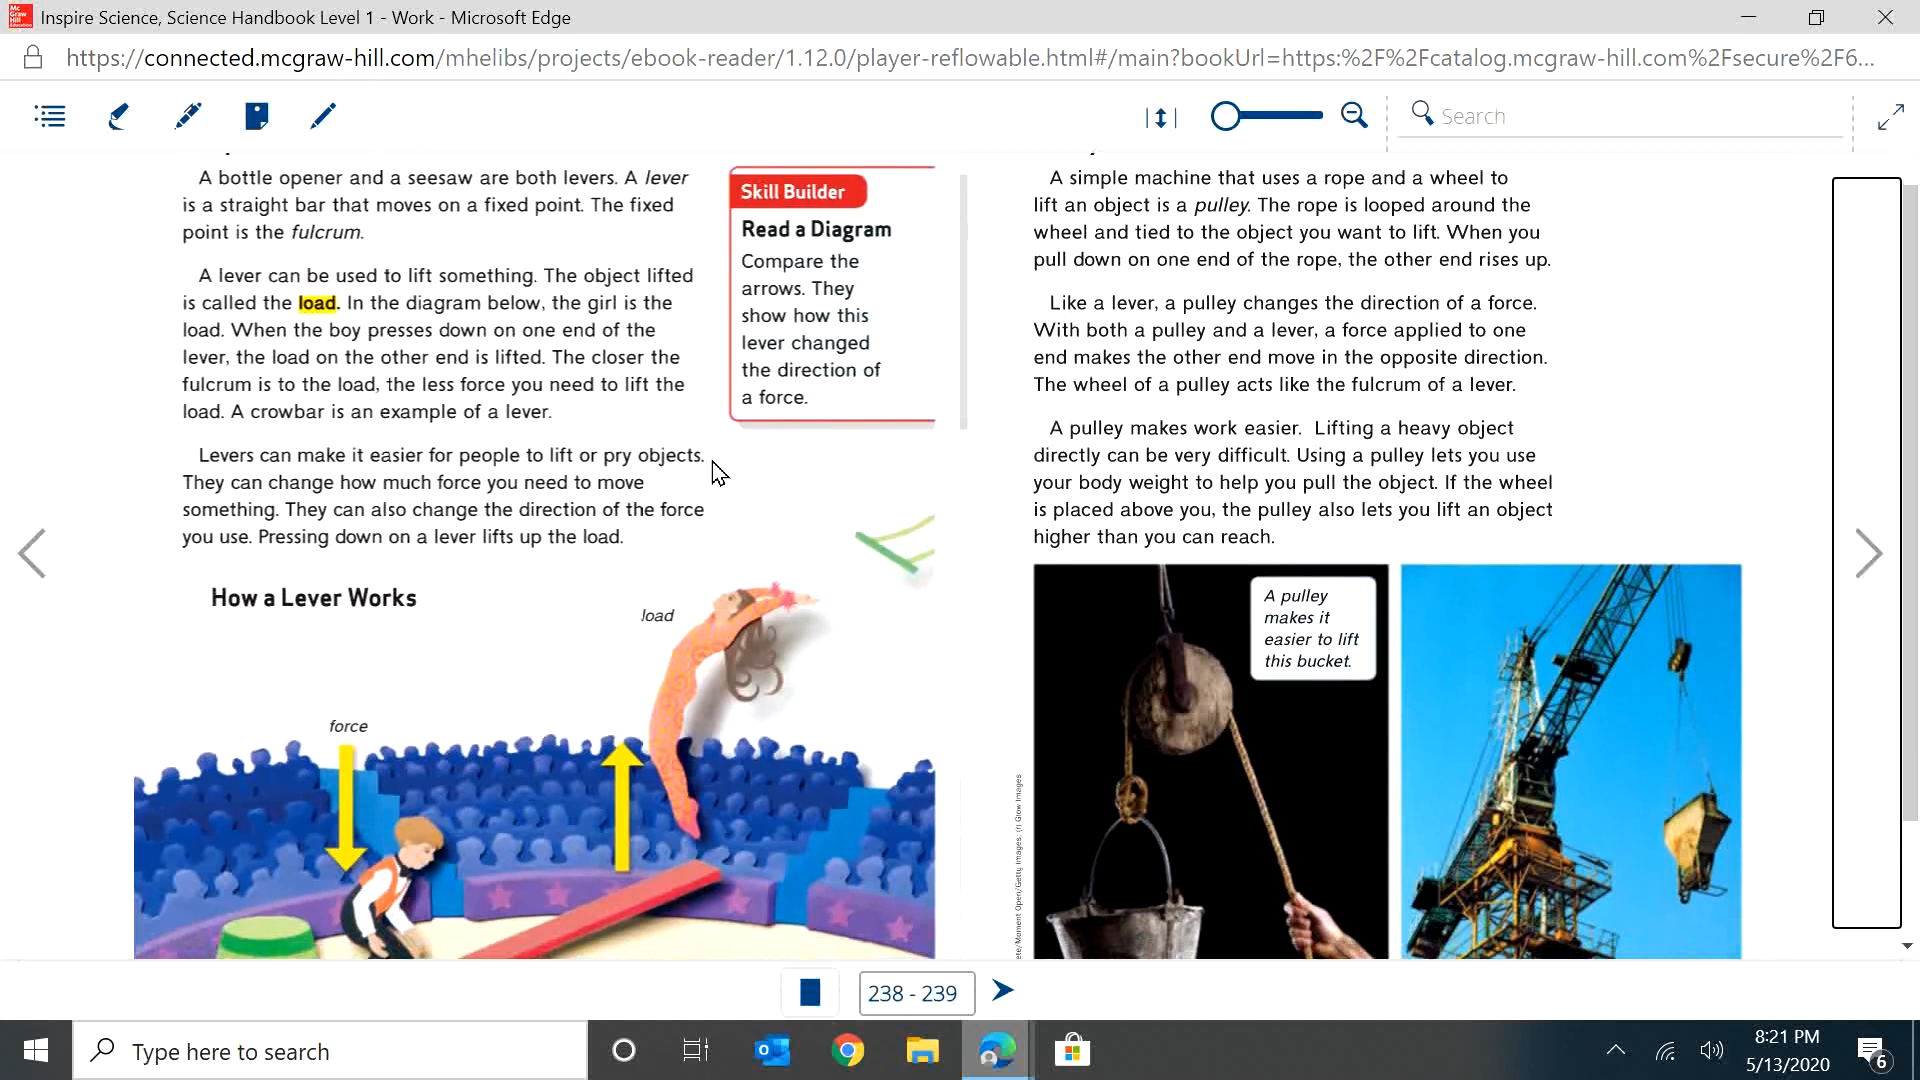 Mc
Graw
Hill
Education
Inspire Science, Science Handbook Level 1 - Work - Microsoft Edge
https://connected.mcgraw-hill.com/mhelibs/projects/ebook-reader/1.12.0/player-reflowable.html#/main?bookUrl=https:%2F%2Fcatalog.mcgraw-hill.com%2Fsecure%2F6...
Search
A bottle opener and a seesaw are both levers. A lever
is a straight bar that moves on a fixed point. The fixed
point is the fulcrum.
A lever can be used to lift something. The object lifted
is called the load. In the diagram below, the girl is the
load. When the boy presses down on one end of the
lever, the load on the other end is lifted. The closer the
fulcrum is to the load, the less force you need to lift the
load. A crowbar is an example of a lever.
Levers can make it easier for people to lift or pry objects.
They can change how much force you need to move
something. They can also change the direction of the force
you use. Pressing down on a lever lifts up the load.
Skill Builder
Read a Diagram
Compare the
arrows. They
show how this
lever changed
the direction of
a force.
How a Lever Works
load
force
A simple machine that uses a rope and a wheel to
lift an object is a pulley. The rope is looped around the
wheel and tied to the object you want to lift. When you
pull down on one end of the rope, the other end rises up.
Like a lever, a pulley changes the direction of a force.
With both a pulley and a lever, a force applied to one
end makes the other end move in the opposite direction.
The wheel of a pulley acts like the fulcrum of a lever.
A pulley makes work easier. Lifting a heavy object
directly can be very difficult. Using a pulley lets you use
your body weight to help you pull the object. If the wheel
is placed above you, the pulley also lets you lift an object
higher than you can reach.
A pulley
makes it
easier to lift
this bucket.
/Moment Open/Getty Images, (r) Glow Images
238 - 239
Type here to search
8:21 PM
5/13/2020
6